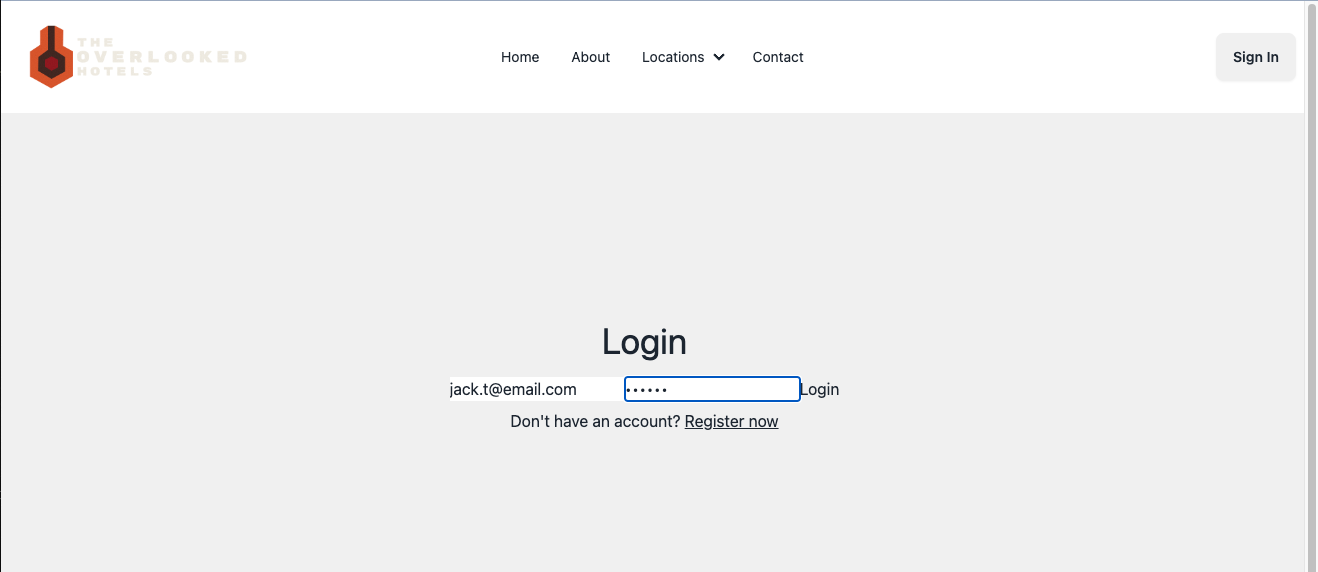 THE
OVERLOOKED
HOTELS
Home About Locations Contact
Sign In
Login
jack.t@email.com •••••• Login
Don't have an account? Register now